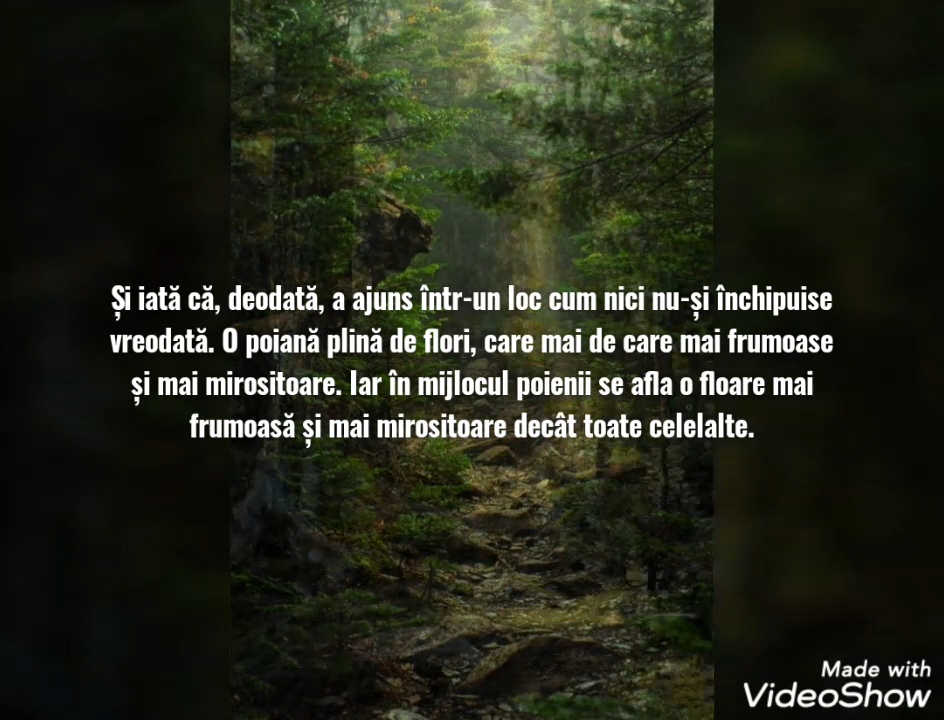 Și iată că, deodată, a ajuns într-un loc cum nici nu-și închipuise
vreodată. O poiană plină de flori, care mai de care mai frumoase
și mai mirositoare. Iar în mijlocul poienii se afla o floare mai
frumoasă și mai mirositoare decât toate celelalte.
Made with
VideoShow